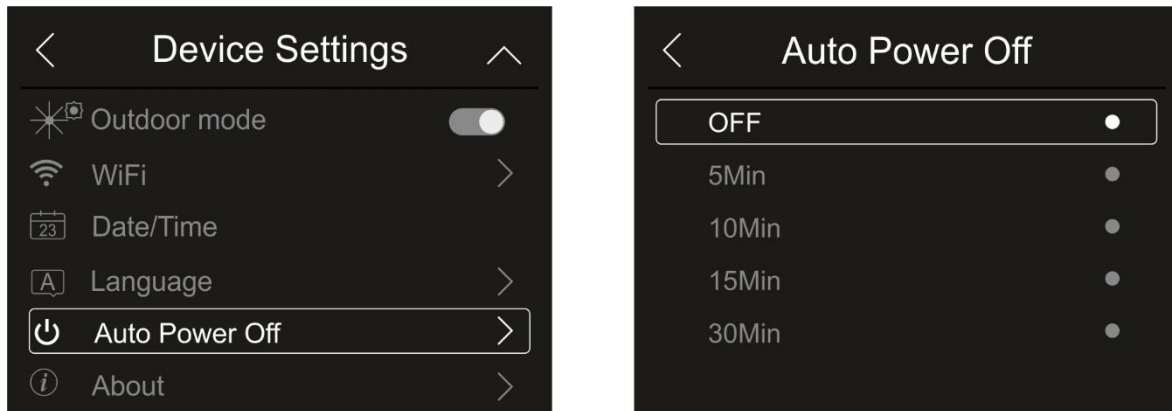 Device Settings
Outdoor mode
WiFi
23 Date/Time
A Language
Auto Power Off
i About
Auto Power Off
OFF
5Min
10Min
15Min
30Min